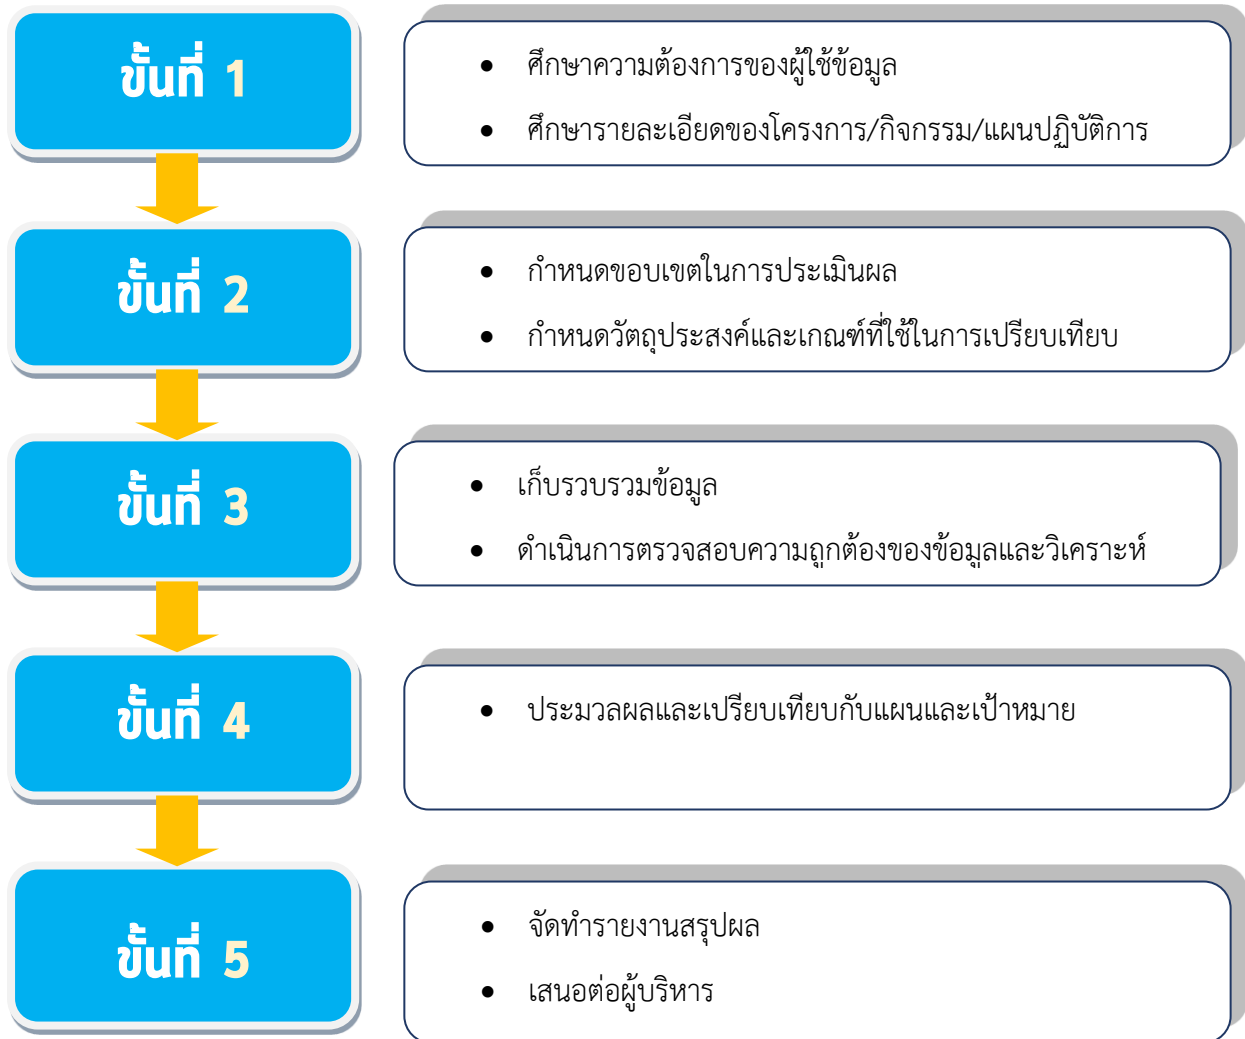 ขั้นที่ 1
• ศึกษาความต้องการของผู้ใช้ข้อมูล
• ศึกษารายละเอียดของโครงการ/กิจกรรม/แผนปฏิบัติการ
ขั้นที่ 2
• กำหนดขอบเขตในการประเมินผล
• กำหนดวัตถุประสงค์และเกณฑ์ที่ใช้ในการเปรียบเทียบ
ขั้นที่ 3
• เก็บรวบรวมข้อมูล
• ดำเนินการตรวจสอบความถูกต้องของข้อมูลและวิเคราะห์
ขั้นที่ 4
• ประมวลผลและเปรียบเทียบกับแผนและเป้าหมาย
ขั้นที่ 5
• จัดทำรายงานสรุปผล
• เสนอต่อผู้บริหาร